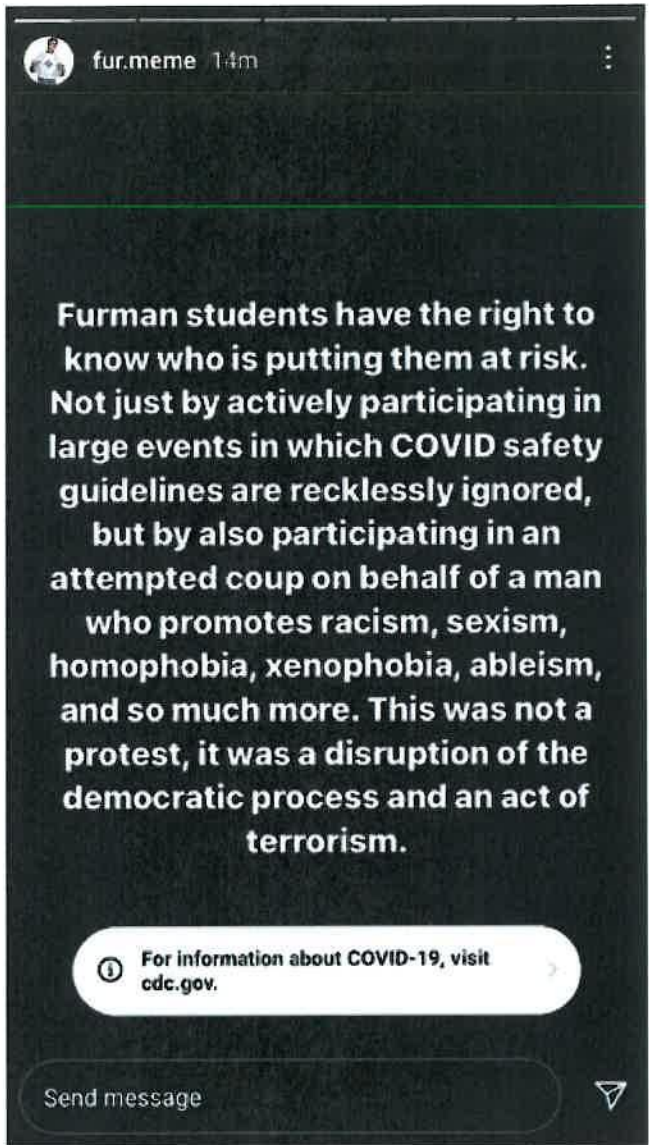 fur.meme 14m
Furman students have the right to
know who is putting them at risk.
Not just by actively participating in
large events in which COVID safety
guidelines are recklessly ignored,
but by also participating in an
attempted coup on behalf of a man
who promotes racism, sexism,
homophobia, xenophobia, ableism,
and so much more. This was not a
protest, it was a disruption of the
democratic process and an act of
terrorism.
For information about COVID-19, visit
cdc.gov.
Send message